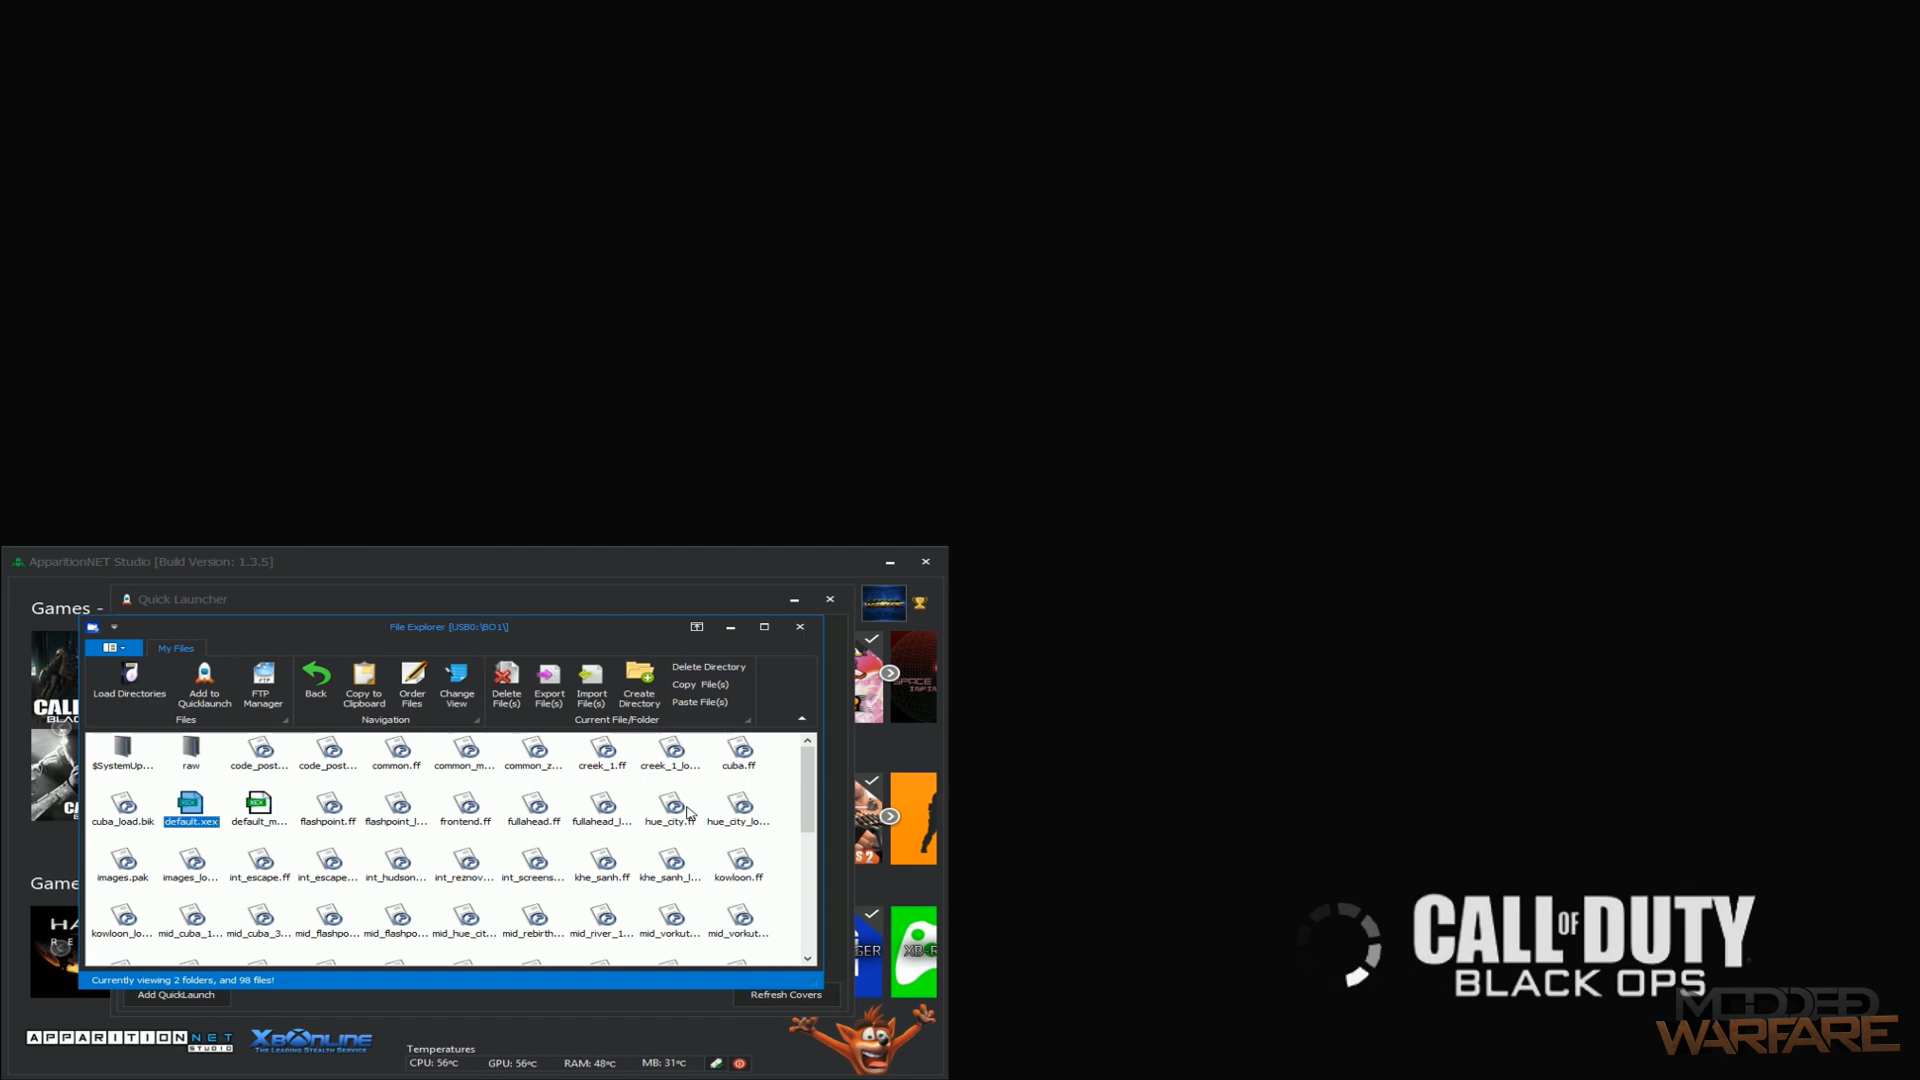 ApparitionNET Studio [Build Version: 1.3.5]
Games -
Quick Launcher
File Explorer [USB0:\BO1\]
My Files
Load Directories
Add to Quicklaunch
FTP Manager
Files
Back
Copy to Clipboard
Order Files
Change View
Navigation
Delete File(s)
Export File(s)
Import File(s)
Create Directory
Delete Directory
Copy File(s)
Paste File(s)
Current File/Folder
$SystemUp... raw code_post... code_post... common.ff common_m... common_z... creek_1.ff creek_1_lo... cuba.ff
cuba_load.bik default.xex default_m... flashpoint.ff flashpoint_l... frontend.ff fullahead.ff fullahead_l... hue_city.ff hue_city_lo...
images.pak images_lo... int_escape.ff int_escape... int_hudson... int_reznov... int_screens... khe_sanh.ff khe_sanh_l... kowloon.ff
kowloon_lo... mid_cuba_1... mid_cuba_3... mid_flashpo... mid_flashpo... mid_hue_cit... mid_rebirth... mid_river_1... mid_vorkut... mid_vorkut...
Currently viewing 2 folders, and 98 files!
Add QuickLaunch
Refresh Covers
APPARITIONNET
STUDIO
XBONLINE
THE LEADING STEALTH SERVICE
Temperatures
CPU: 56ºc GPU: 56ºc RAM: 48ºc MB: 31ºc
CALL OF DUTY
BLACK OPS
MODDED
WARFARE